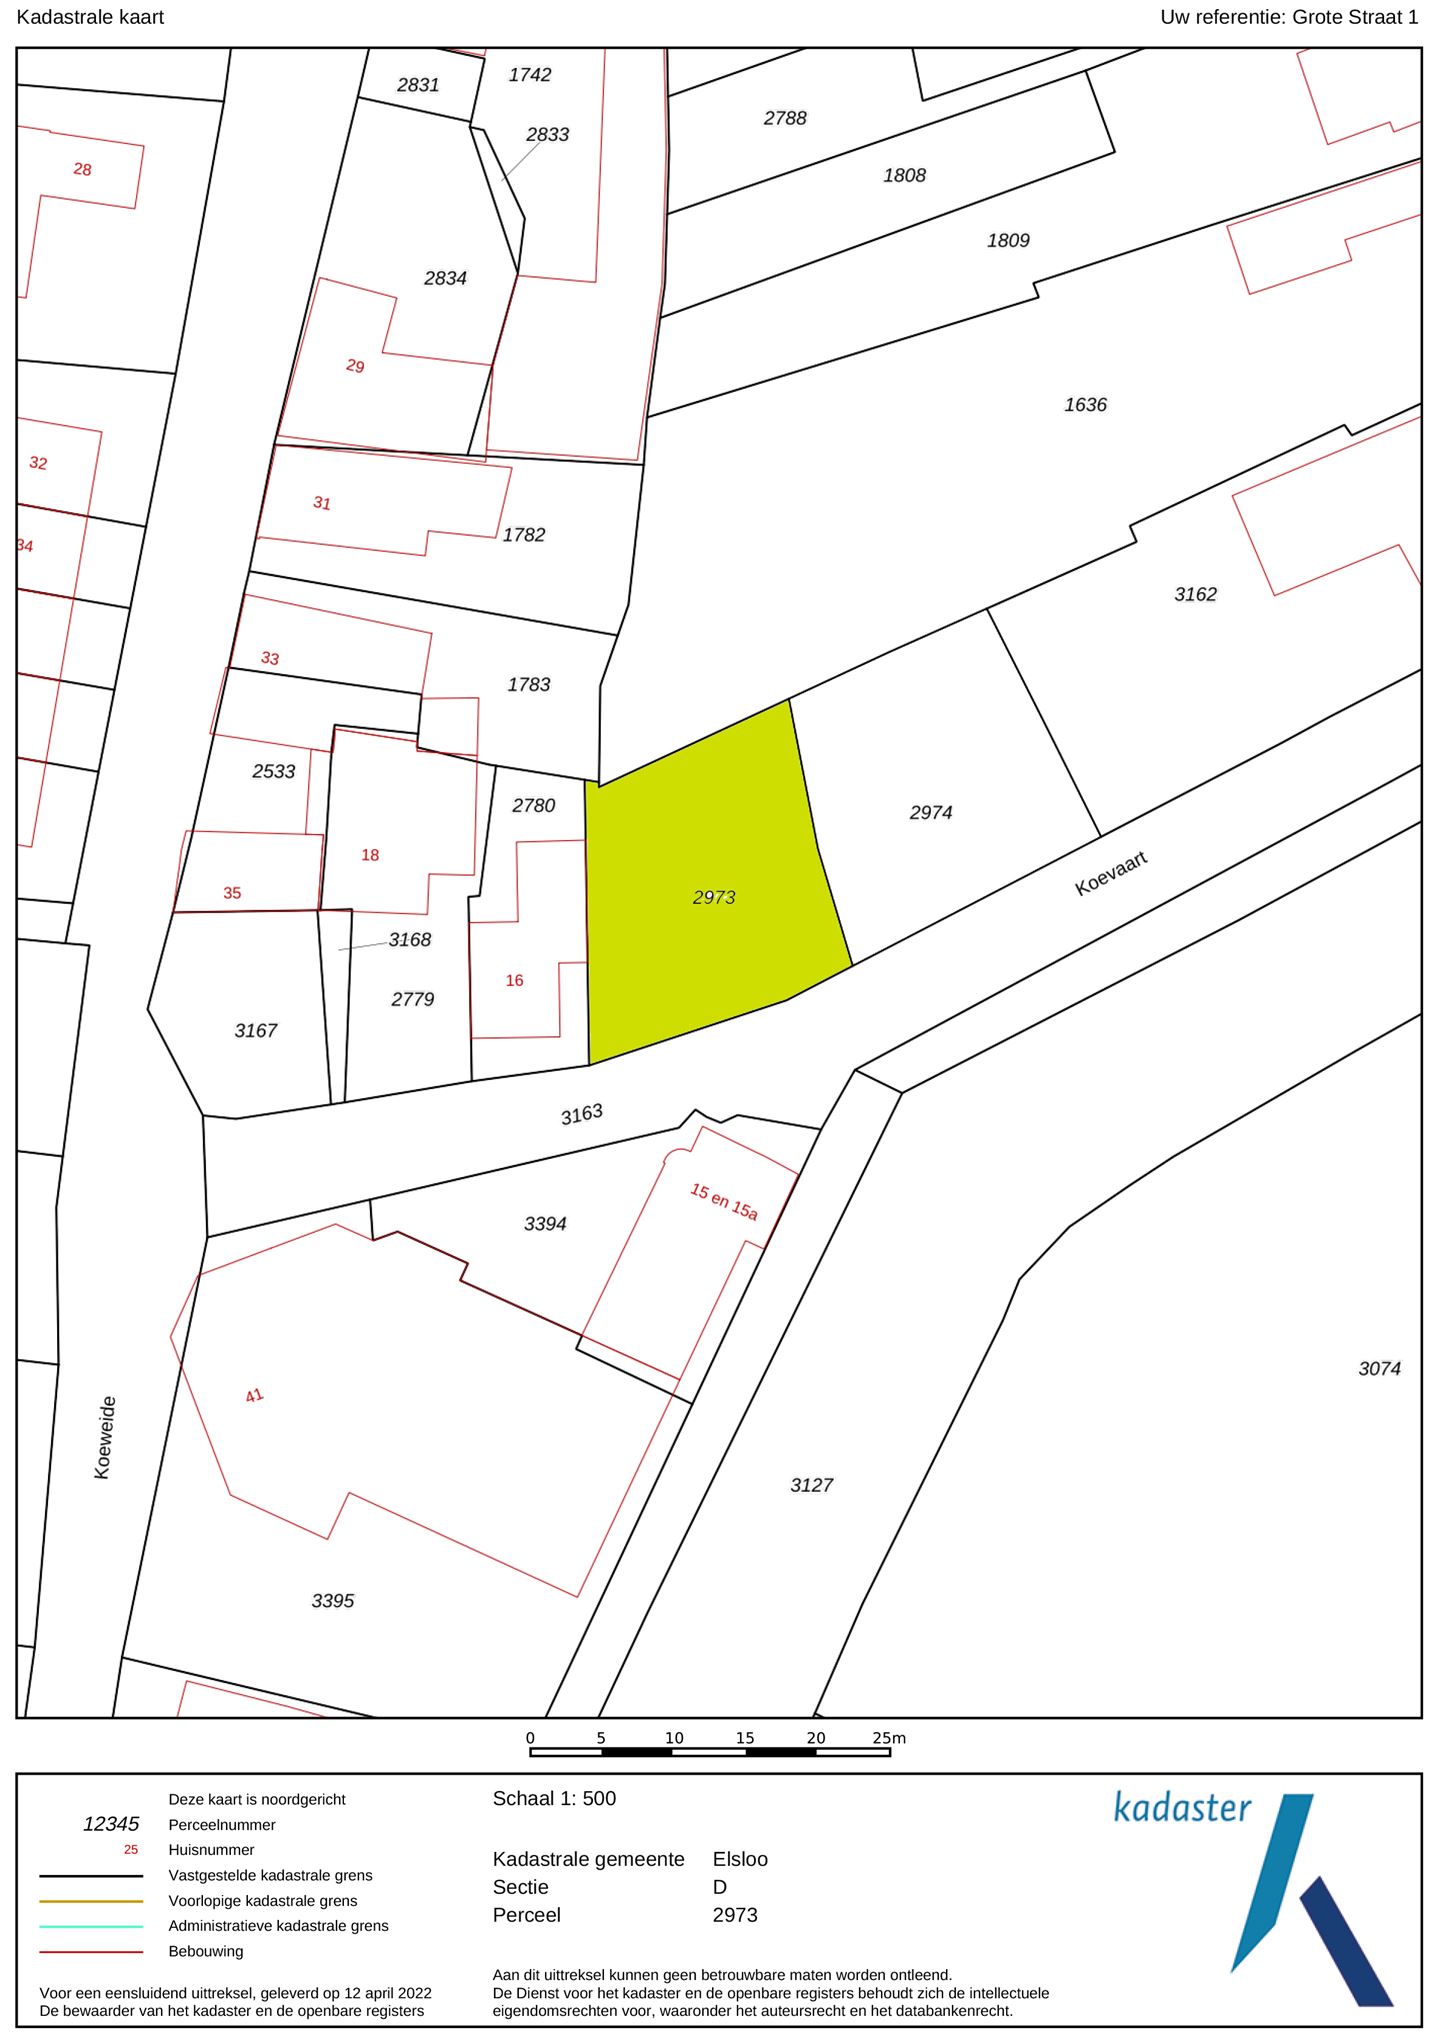 Kadastrale kaart
Uw referentie: Grote Straat 1
2831
1742
2833
2788
28
1808
1809
2834
29
1636
32
31
1782
34
3162
33
1783
2533
2780
2974
18
Koevaart
35
2973
3168
16
2779
3167
3163
15 en 15a
3394
3074
41
Koeweide
3127
3395
0 5 10 15 20 25m
Deze kaart is noordgericht
12345 Perceelnummer
25 Huisnummer
Vastgestelde kadastrale grens
Voorlopige kadastrale grens
Administratieve kadastrale grens
Bebouwing
Voor een eensluidend uittreksel, geleverd op 12 april 2022
De bewaarder van het kadaster en de openbare registers
Schaal 1: 500
Kadastrale gemeente Elsloo
Sectie D
Perceel 2973
Aan dit uittreksel kunnen geen betrouwbare maten worden ontleend.
De Dienst voor het kadaster en de openbare registers behoudt zich de intellectuele
eigendomsrechten voor, waaronder het auteursrecht en het databankenrecht.
kadaster